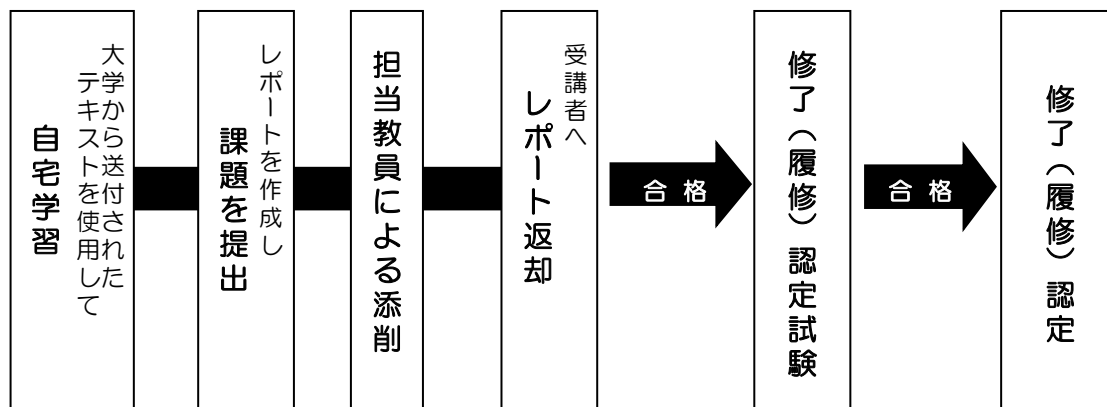 大学から送付された
テキストを使用して
自宅学習
レポートを作成し
課題を提出
担当教員による添削
受講者へ
レポート返却
合格
修了（履修）認定試験
合格
修了（履修）認定